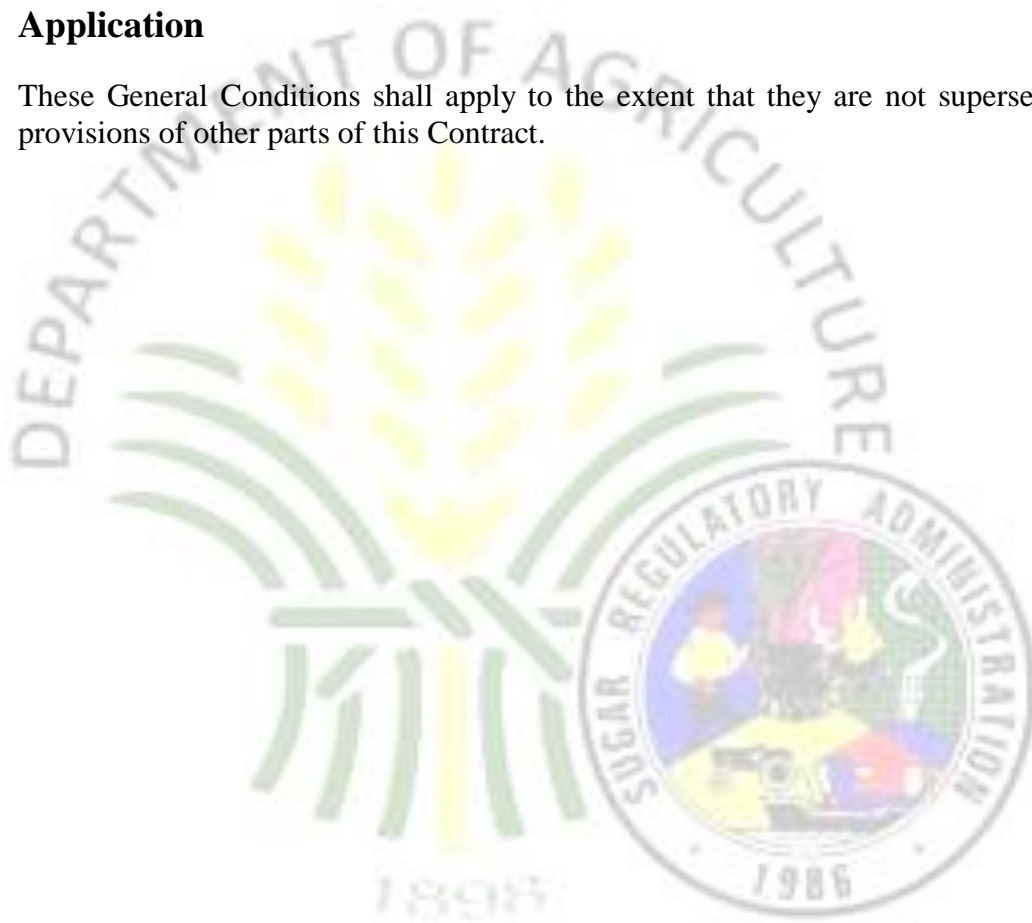 Application
These General Conditions shall apply to the extent that they are not superse
provisions of other parts of this Contract.
DEPARTMENT OF AGRICULTURE
SUGAR REGULATORY ADMINISTRATION
1986
1898